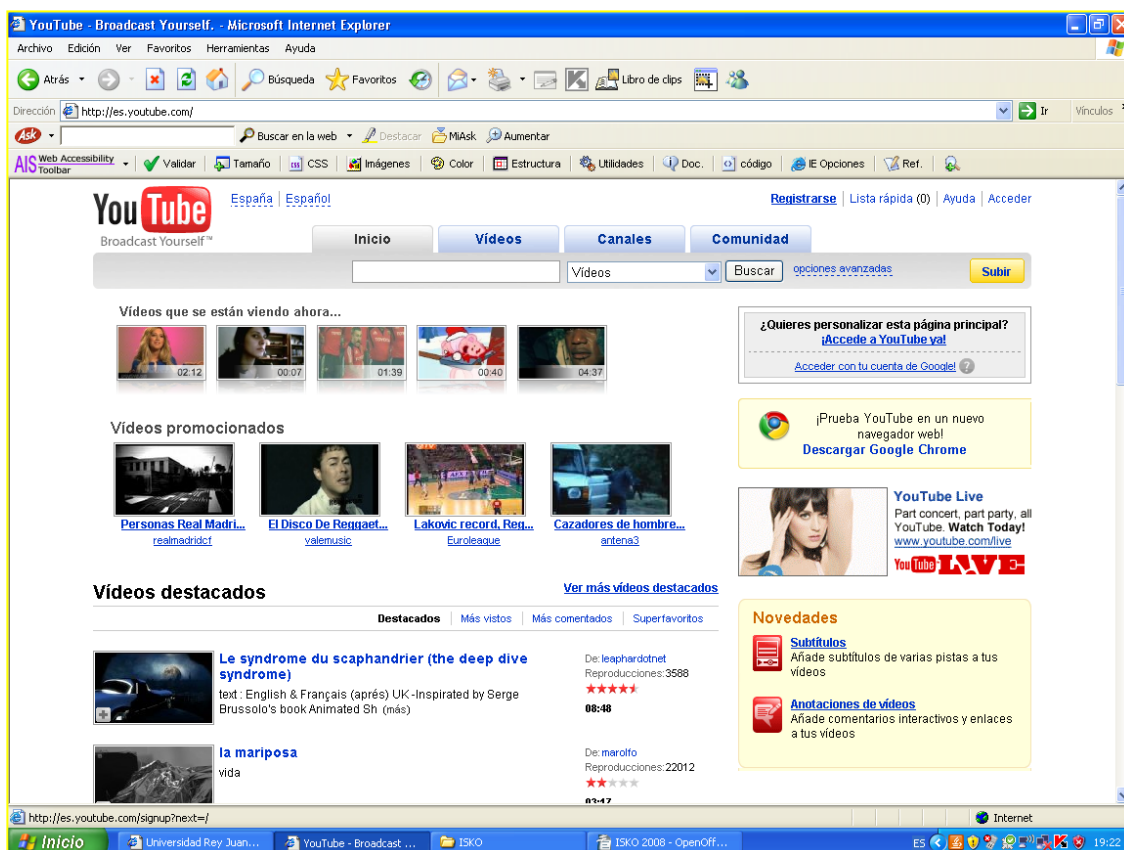 YouTube - Broadcast Yourself. - Microsoft Internet Explorer
Archivo Edición Ver Favoritos Herramientas Ayuda
Atrás Búsqueda Favoritos Libro de clips
Dirección http://es.youtube.com/ Ir Vínculos
Ask Buscar en la web Destacar MiAsk Aumentar
AIS Web Accessibility Toolbar Validar Tamaño CSS Imágenes Color Estructura Utilidades Doc. código IE Opciones Ref.
YouTube España Español Registrarse Lista rápida (0) Ayuda Acceder
Broadcast Yourself™
Inicio Vídeos Canales Comunidad
Vídeos Buscar opciones avanzadas Subir
Vídeos que se están viendo ahora...
02:12 00:07 01:39 00:40 04:37
¿Quieres personalizar esta página principal?
¡Accede a YouTube ya!
Acceder con tu cuenta de Google! ?
Vídeos promocionados
Personas Real Madri... El Disco De Reggaet... Lakovic record, Reg... Cazadores de hombre...
realmadridcf valemusic Euroleague antena3
¡Prueba YouTube en un nuevo
navegador web!
Descargar Google Chrome
YouTube Live
Part concert, part party, all
YouTube. Watch Today!
www.youtube.com/live
YouTube LIVE
Vídeos destacados Ver más vídeos destacados
Destacados Más vistos Más comentados Superfavoritos
Le syndrome du scaphandrier (the deep dive
syndrome)
text : English & Français (aprés) UK-Inspirated by Serge
Brussolo's book Animated Sh (más)
De: leaphardotnet
Reproducciones: 3588
08:48
la mariposa
vida
De: marolfo
Reproducciones: 22012
03:47
Novedades
Subtítulos
Añade subtítulos de varias pistas a tus
vídeos
Anotaciones de vídeos
Añade comentarios interactivos y enlaces
a tus vídeos
http://es.youtube.com/signup?next=/ Internet
Inicio Universidad Rey Juan... YouTube - Broadcast ... ISKO ISKO 2008 - OpenOff... ES 19:22